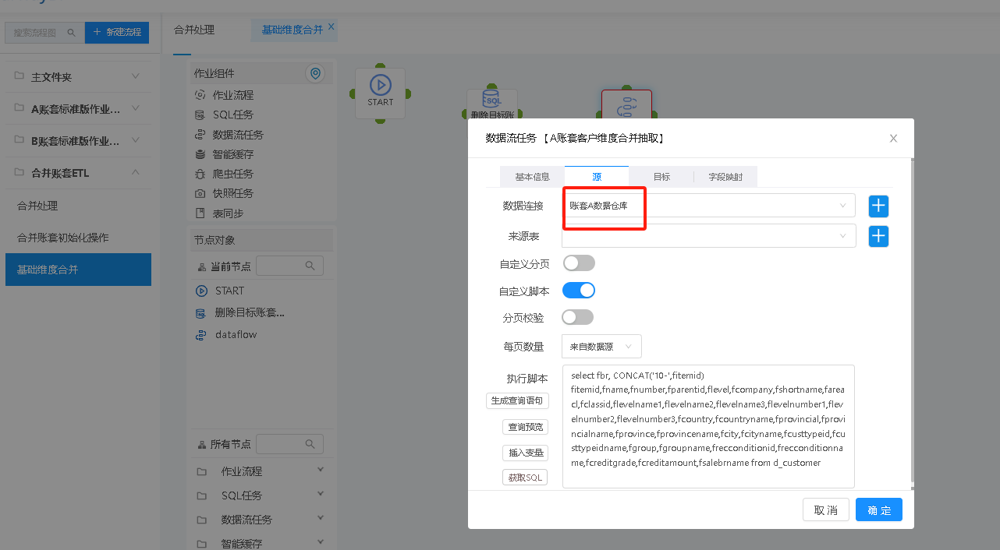 搜索流程图
+ 新建流程
主文件夹
A账套标准版作业...
B账套标准版作业...
合并账套ETL
合并处理
合并账套初始化操作
基础维度合并
合并处理
基础维度合并 X
作业组件
作业流程
SQL任务
数据流任务
智能缓存
爬虫任务
快照任务
表同步
节点对象
当前节点
START
删除目标账套...
dataflow
所有节点
作业流程
SQL任务
数据流任务
智能缓存
START
SQL
删除目标账
数据流任务 【A账套客户维度合并抽取】
基本信息
源
目标
字段映射
数据连接
账套A数据仓库
来源表
自定义分页
自定义脚本
分页校验
每页数量
来自数据源
执行脚本
生成查询语句
查询预览
插入变量
获取SQL
select fbr, CONCAT('10-',fitemid)
fitemid,fname,fnumber,fparentid,flevel,fcompany,fshortname,farea
cl,fclassid,flevelname1,flevelname2,flevelname3,flevelnumber1,flev
elnumber2,flevelnumber3,fcountry,fcountryname,fprovincial,fprov
incialname,fprovince,fprovincename,fcity,fcityname,fcusttypeid,fcu
sttypeidname,fgroup,fgroupname,frecconditionid,frecconditionna
me,fcreditgrade,fcreditamount,fsalebrname from d_customer
取 消
确 定